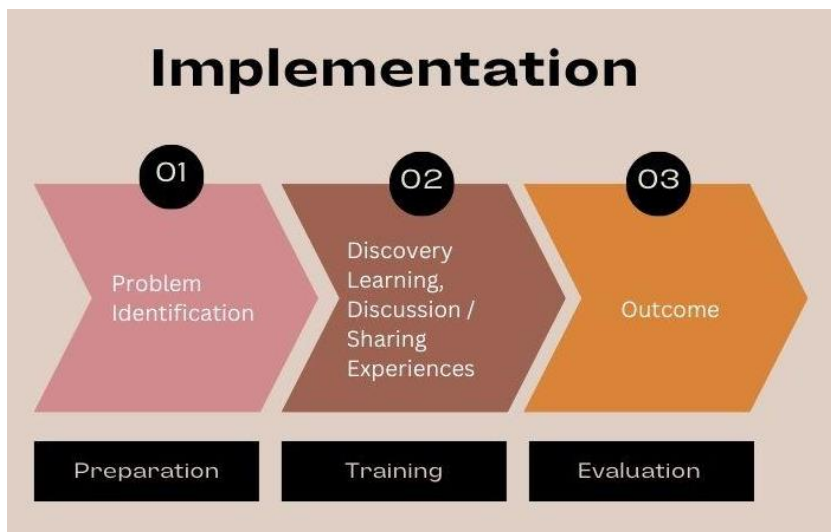 Implementation
01
Problem
Identification
Preparation
02
Discovery
Learning,
Discussion /
Sharing
Experiences
Training
03
Outcome
Evaluation